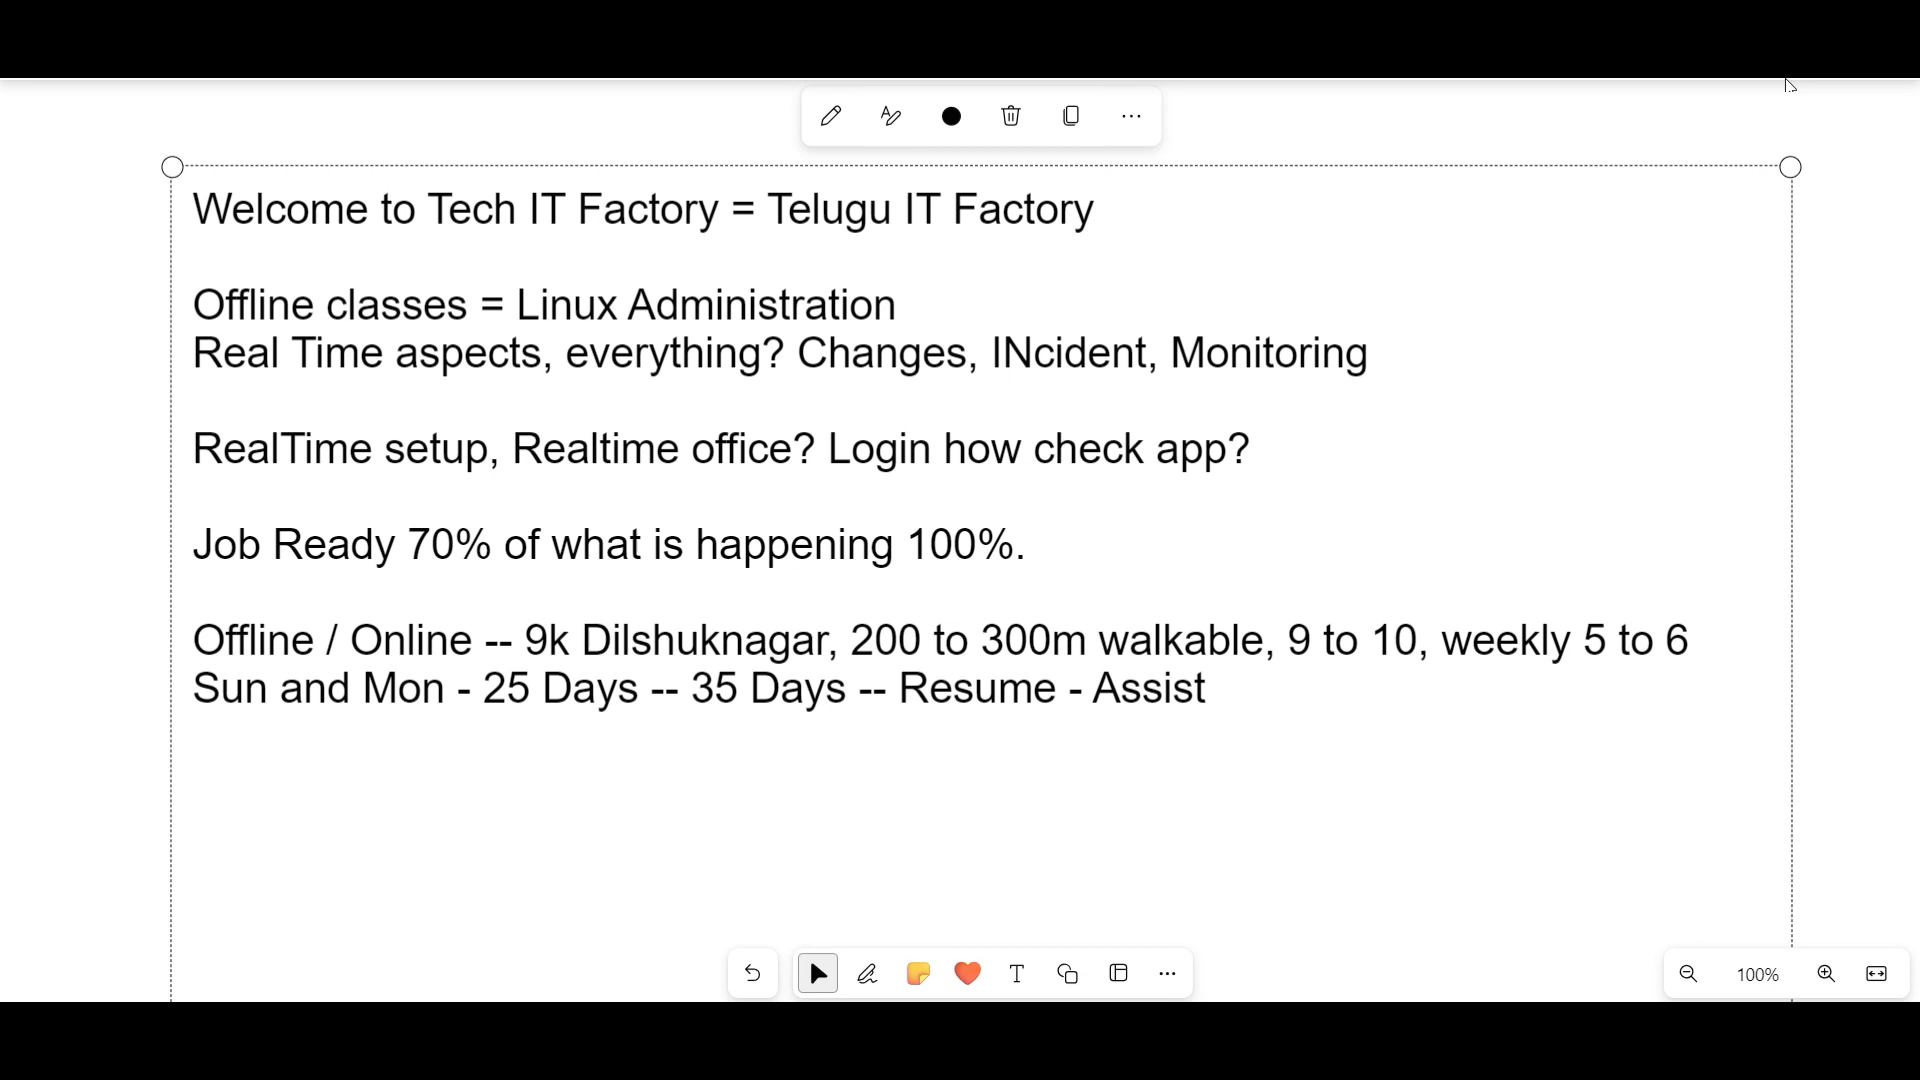 Welcome to Tech IT Factory = Telugu IT Factory
Offline classes = Linux Administration
Real Time aspects, everything? Changes, INcident, Monitoring
RealTime setup, Realtime office? Login how check app?
Job Ready 70% of what is happening 100%.
Offline / Online -- 9k Dilshuknagar, 200 to 300m walkable, 9 to 10, weekly 5 to 6
Sun and Mon - 25 Days -- 35 Days -- Resume - Assist
100%